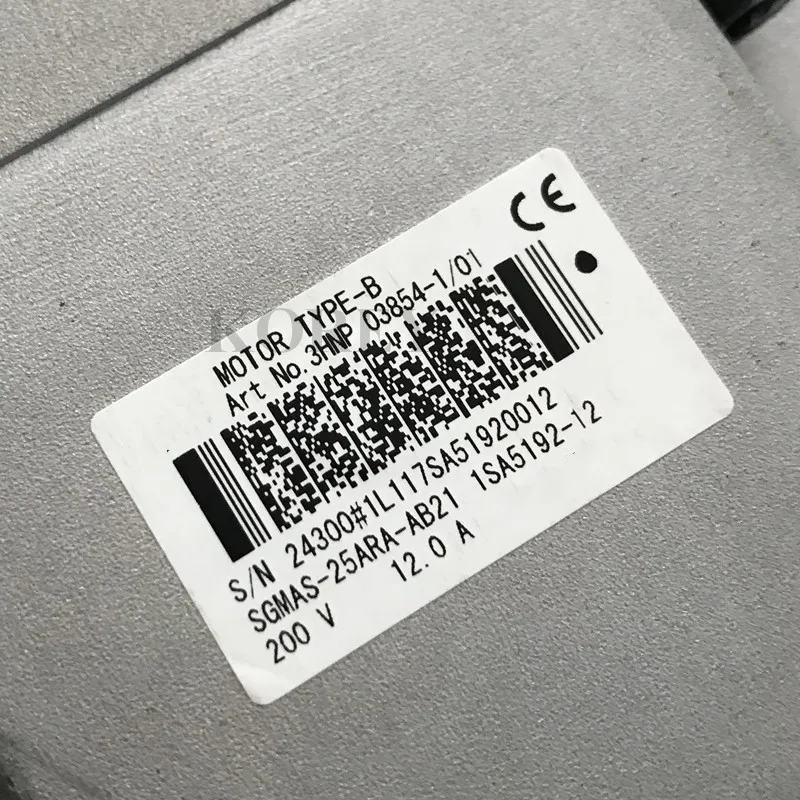 CE
MOTOR TYPE-B
Art No. 3HNP 03854-1/01
S/N 24300#1L117SA51920012
SGMAS-25ARA-AB21 1SA5192-12
200 V 12.0 A